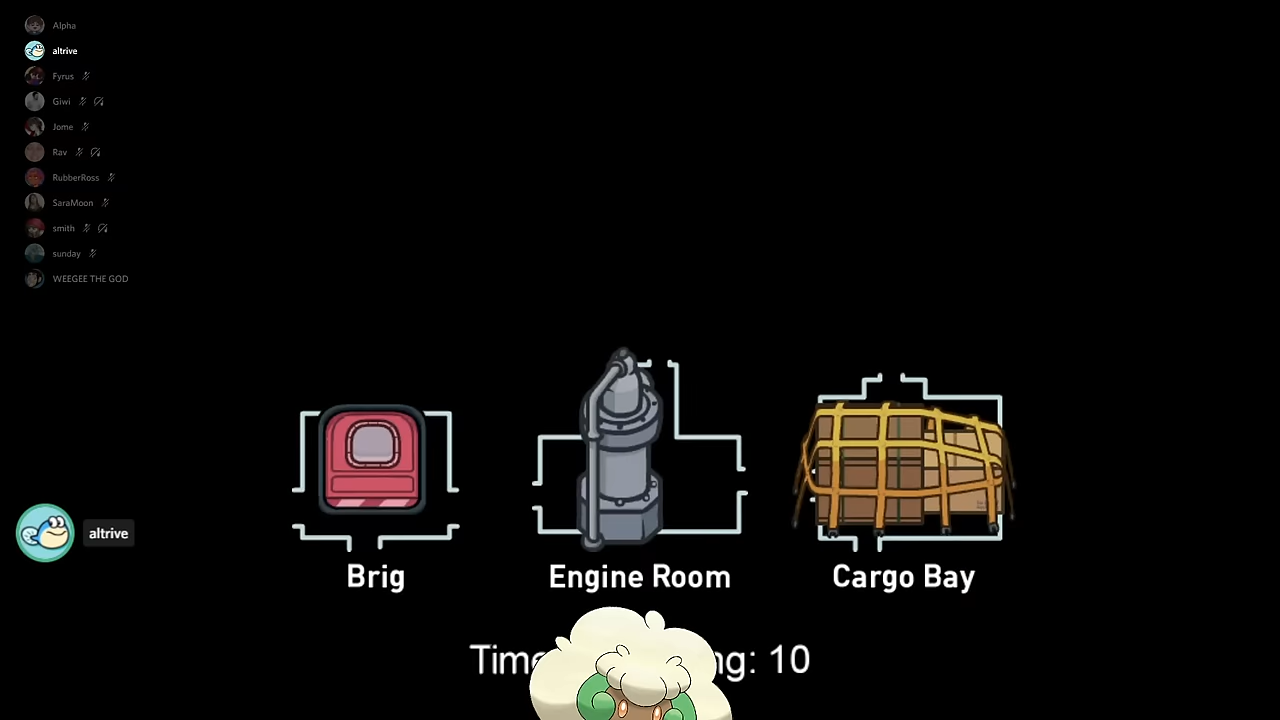 Alpha
altrive
Fyrus
Giwi
Jome
Rav
RubberRoss
SaraMoon
smith
sunday
WEEGEE THE GOD
altrive
Brig Engine Room Cargo Bay
Time ng: 10